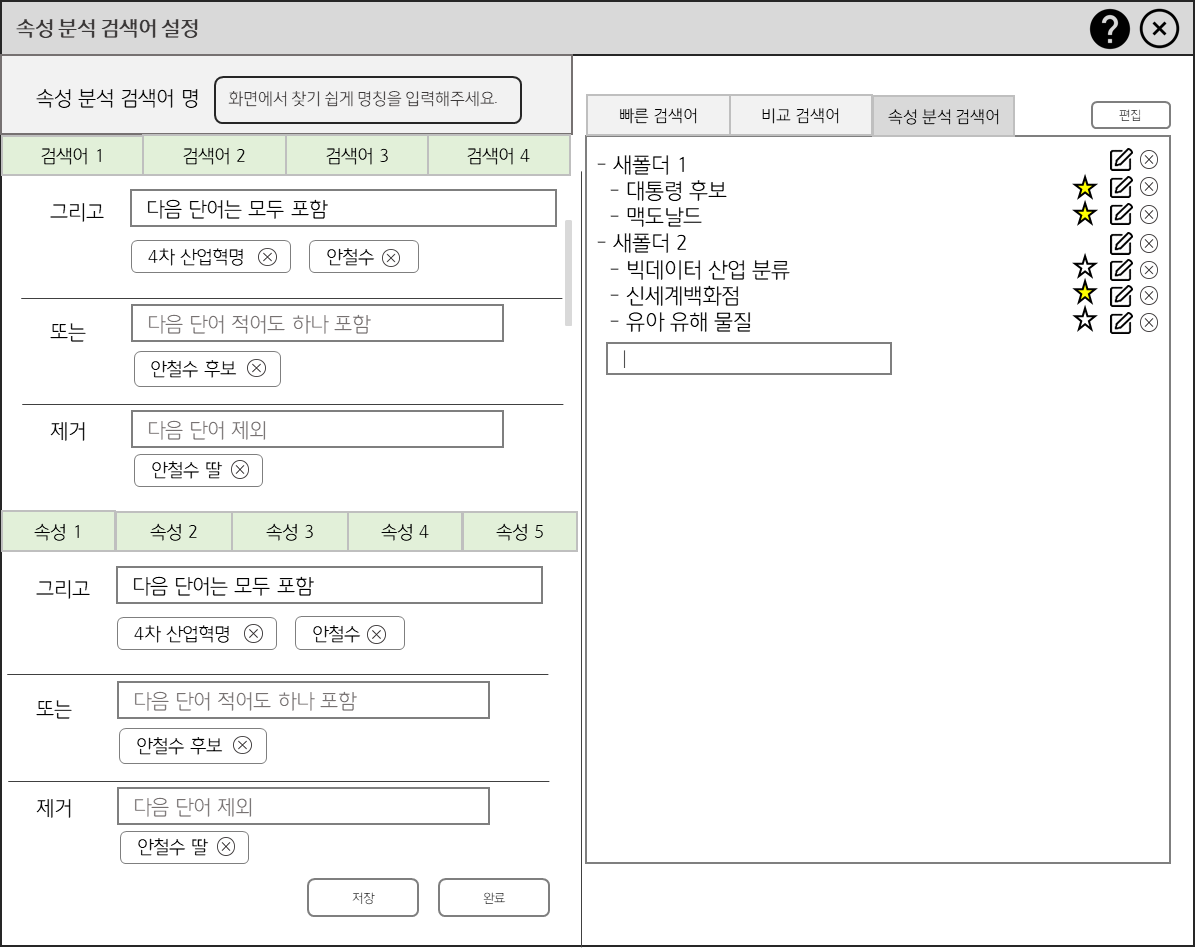 속성 분석 검색어 설정
?
속성 분석 검색어 명
화면에서 찾기 쉽게 명칭을 입력해주세요.
검색어 1 검색어 2 검색어 3 검색어 4
그리고
다음 단어는 모두 포함
4차 산업혁명 안철수
또는
다음 단어 적어도 하나 포함
안철수 후보
제거
다음 단어 제외
안철수 딸
속성 1 속성 2 속성 3 속성 4 속성 5
그리고
다음 단어는 모두 포함
4차 산업혁명 안철수
또는
다음 단어 적어도 하나 포함
안철수 후보
제거
다음 단어 제외
안철수 딸
저장 완료
빠른 검색어 비교 검색어 속성 분석 검색어 편집
- 새폴더 1
- 대통령 후보
- 맥도날드
- 새폴더 2
- 빅데이터 산업 분류
- 신세계백화점
- 유아 유해 물질